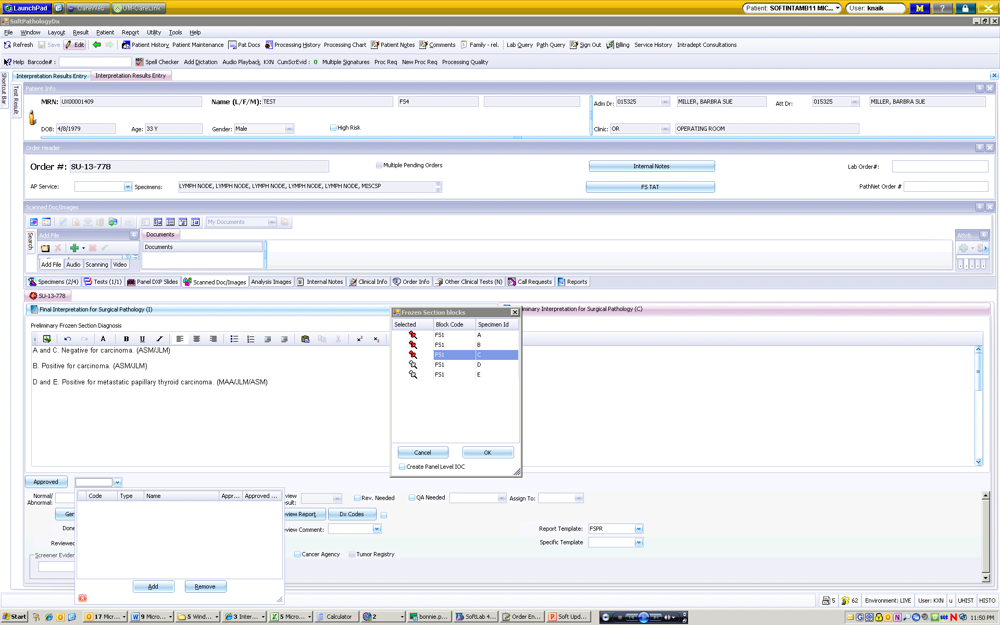 LaunchPad CareWeb UM-CareLink Patient: SOFTINTAMB11 MIC... User: knaik M ?
SoftPathologyDx
File Window Layout Result Patient Report Utility Tools Help
Refresh Save Edit Patient History Patient Maintenance Pat Docs Processing History Processing Chart Patient Notes Comments Family - rel. Lab Query Path Query Sign Out Billing Service History Intradept Consultations
Help Barcode# : Spell Checker Add Dictation Audio Playback KXN CumScrEvid : 0 Multiple Signatures Proc Req New Proc Req Processing Quality
Shortcut Bar
Test Result
Interpretation Results Entry Interpretation Results Entry
Patient Info
MRN: UX00001409 Name (L/F/M): TEST FS4 Adm Dr: 015325 MILLER, BARBRA SUE Att Dr: 015325 MILLER, BARBRA SUE
DOB: 4/8/1979 Age: 33 Y Gender: Male High Risk Clinic: OR OPERATING ROOM
Order Header
Order #: SU-13-778 Multiple Pending Orders Internal Notes Lab Order#:
AP Service: Specimens: LYMPH NODE, LYMPH NODE, LYMPH NODE, LYMPH NODE, LYMPH NODE, MISCSP FS TAT PathNet Order #
Scanned Doc/Images
My Documents
Search
Add File Documents Attrib...
Documents
Add File Audio Scanning Video
Specimens (2/4) Tests (1/1) Panel DXP Slides Scanned Doc/Images Analysis Images Internal Notes Clinical Info Order Info Other Clinical Tests (N) Call Requests Reports
SU-13-778
Final Interpretation for Surgical Pathology (I) minary Interpretation for Surgical Pathology (C)
Preliminary Frozen Section Diagnosis
A B U I
A and C. Negative for carcinoma. (ASM/JLM)
B. Positive for carcinoma. (ASM/JLM)
D and E. Positive for metastatic papillary thyroid carcinoma. (MAA/JLM/ASM)
Frozen Section blocks
Selected Block Code Specimen Id
FS1 A
FS1 B
FS1 C
FS1 D
FS1 E
Cancel OK
Create Panel Level IOC
Approved
Normal/
Abnormal:
Code Type Name Appr... Approved ...
view
sult: Rev. Needed QA Needed Assign To:
Gen view Report Dx Codes
Done view Comment: Report Template: FSPR
Reviewed Specific Template
Screener Eviden Cancer Agency Tumor Registry
Add Remove
5 62 Environment: LIVE User: KXN u UHIST HISTO
Start 17 Micr... 9 Micro... 5 Wind... 3 Inter... 5 Micro... Calculator 2 bonnie.p... SoftLab 4... Order En... Soft Upd... 11:50 PM